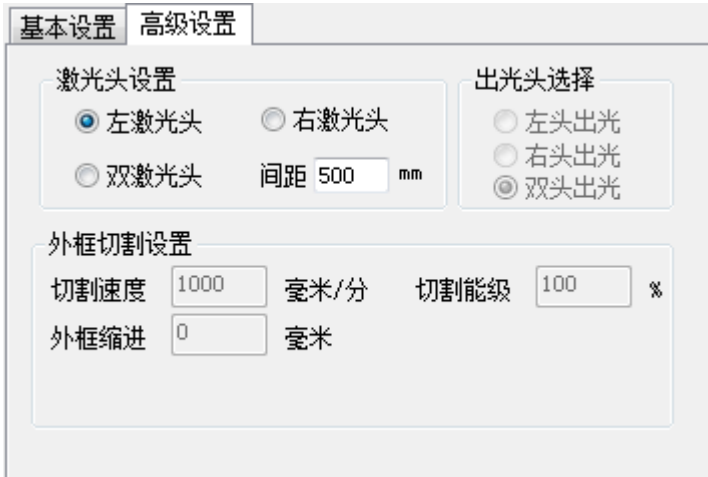 基本设置 高级设置
激光头设置
左激光头 右激光头
双激光头 间距 500 mm
出光头选择
左头出光
右头出光
双头出光
外框切割设置
切割速度 1000 毫米/分 切割能级 100 %
外框缩进 0 毫米